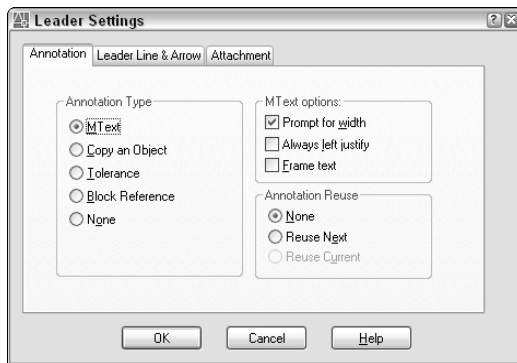 Leader Settings
Annotation
Leader Line & Arrow
Attachment
Annotation Type
MText
Copy an Object
Tolerance
Block Reference
None
MText options:
Prompt for width
Always left justify
Frame text
Annotation Reuse
None
Reuse Next
Reuse Current
OK
Cancel
Help